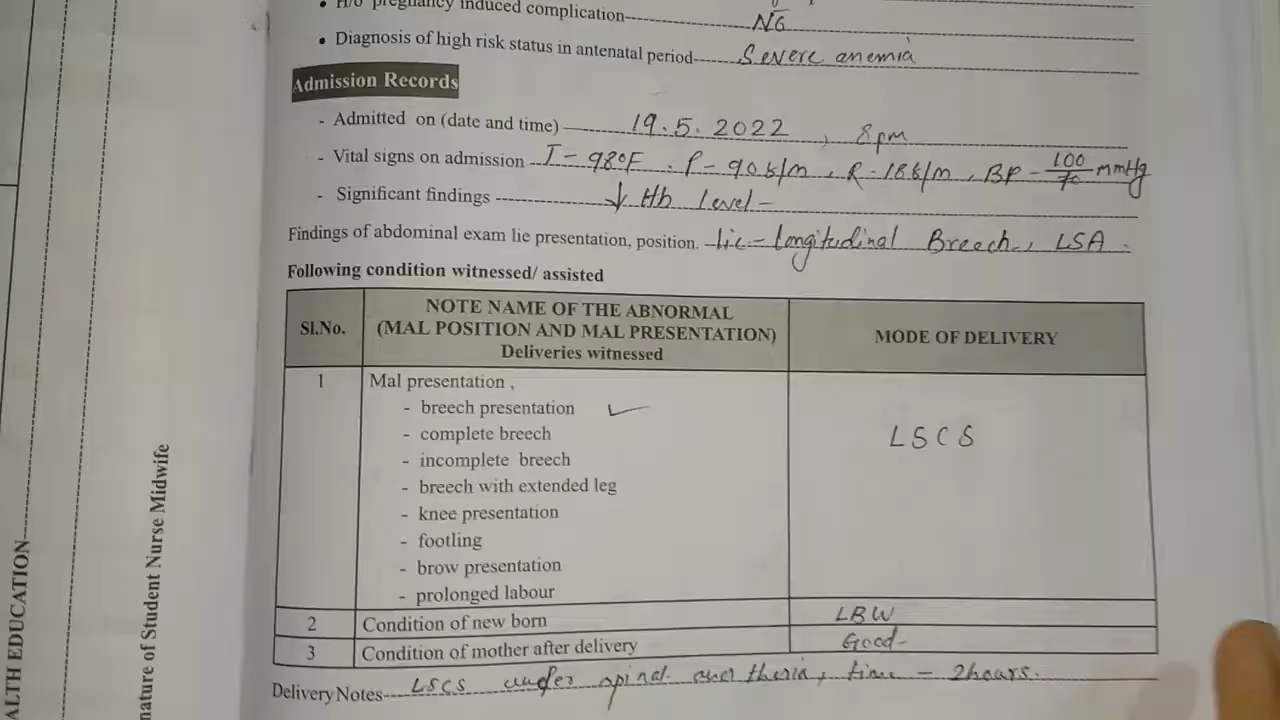 • H/o pregnancy induced complication NO
• Diagnosis of high risk status in antenatal period Severe anemia
Admission Records
- Admitted on (date and time) 19.5.2022, 8pm
- Vital signs on admission T - 98°F. P - 90b/m, R - 18b/m, BP - 100/70 mmHg
- Significant findings ↓ Hb level -
Findings of abdominal exam lie presentation, position. lie - longitudinal Breech, LSA.
Following condition witnessed/ assisted
Sl.No. NOTE NAME OF THE ABNORMAL
(MAL POSITION AND MAL PRESENTATION) MODE OF DELIVERY
Deliveries witnessed
1 Mal presentation ,
- breech presentation ✓
- complete breech LSCS
- incomplete breech
- breech with extended leg
- knee presentation
- footling
- brow presentation
- prolonged labour
2 Condition of new born LBW
3 Condition of mother after delivery Good -
Delivery Notes LSCS under spinal, time - 2hours.
ALTH EDUCATION
nature of Student Nurse Midwife